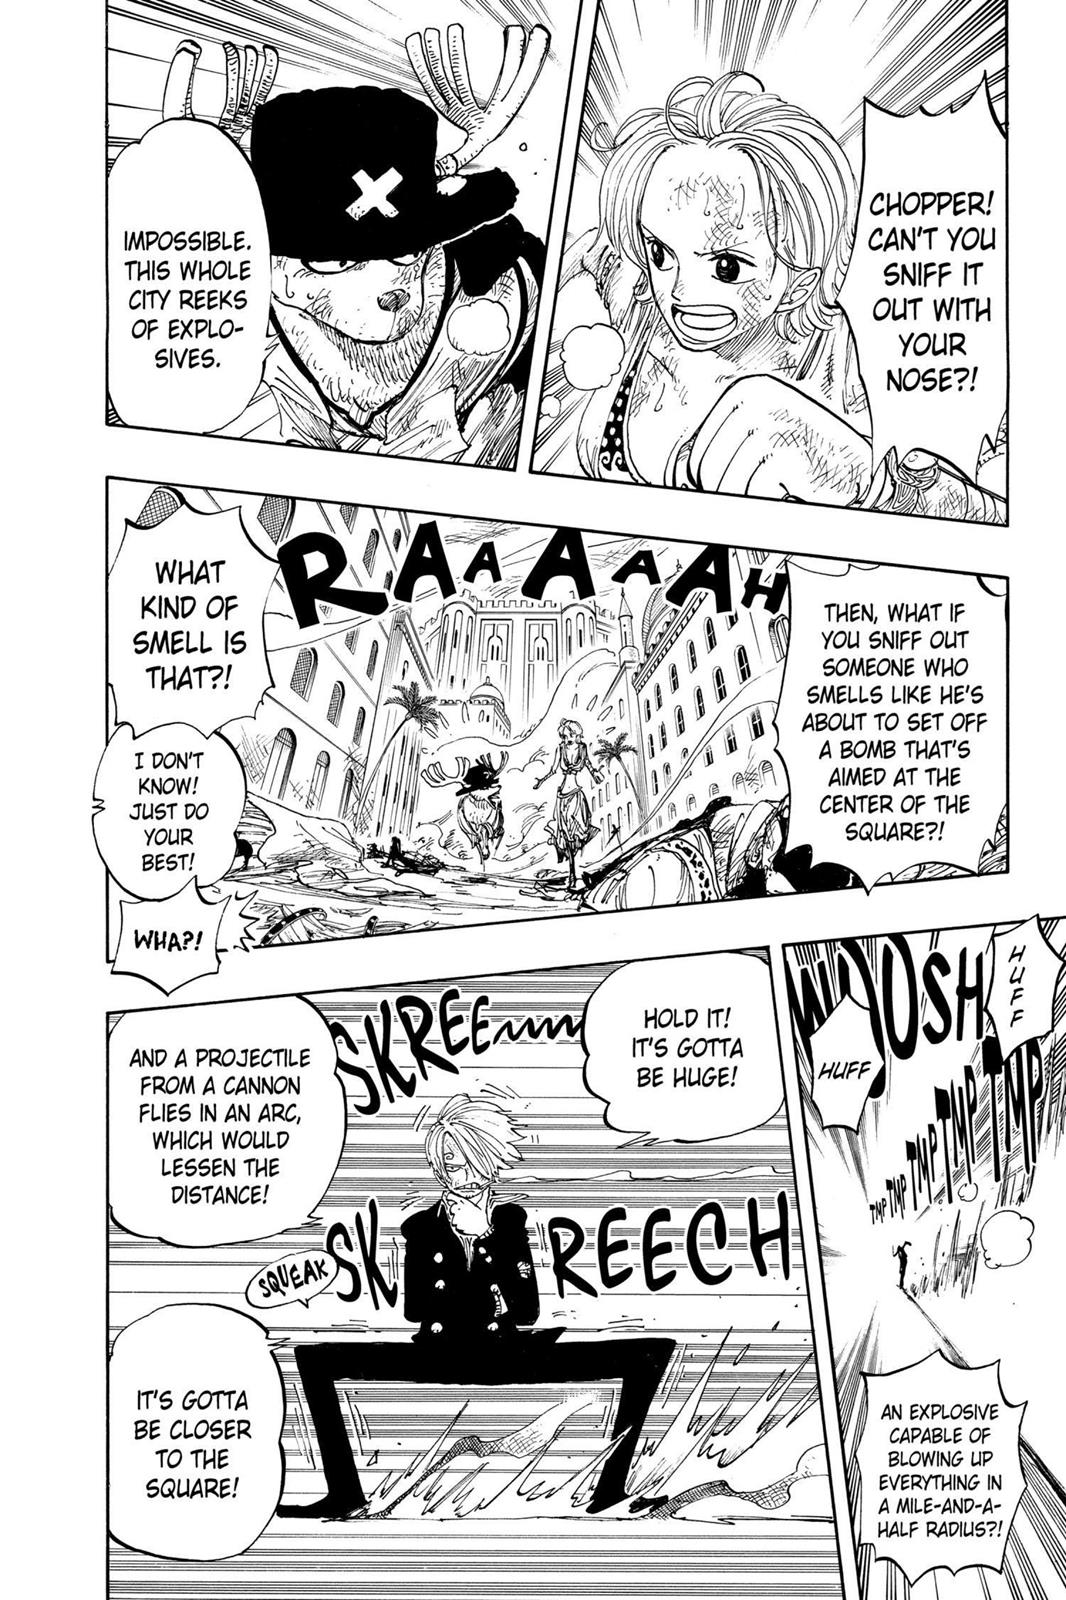 CHOPPER!
CAN'T YOU
SNIFF IT
OUT WITH
YOUR
NOSE?!
IMPOSSIBLE.
THIS WHOLE
CITY REEKS
OF EXPLO-
SIVES.
RAAAAAH
THEN, WHAT IF
YOU SNIFF OUT
SOMEONE WHO
SMELLS LIKE HE'S
ABOUT TO SET OFF
A BOMB THAT'S
AIMED AT THE
CENTER OF THE
SQUARE?!
WHAT
KIND OF
SMELL IS
THAT?!
I DON'T
KNOW!
JUST DO
YOUR
BEST!
WHA?!
HUFF
WOOSH
HUFF
TMP TMP TMP TMP TMP TMP
AN EXPLOSIVE
CAPABLE OF
BLOWING UP
EVERYTHING IN
A MILE-AND-A-
HALF RADIUS?!
HOLD IT!
IT'S GOTTA
BE HUGE!
SKREE
AND A PROJECTILE
FROM A CANNON
FLIES IN AN ARC,
WHICH WOULD
LESSEN THE
DISTANCE!
SKREECH
SQUEAK
IT'S GOTTA
BE CLOSER
TO THE
SQUARE!